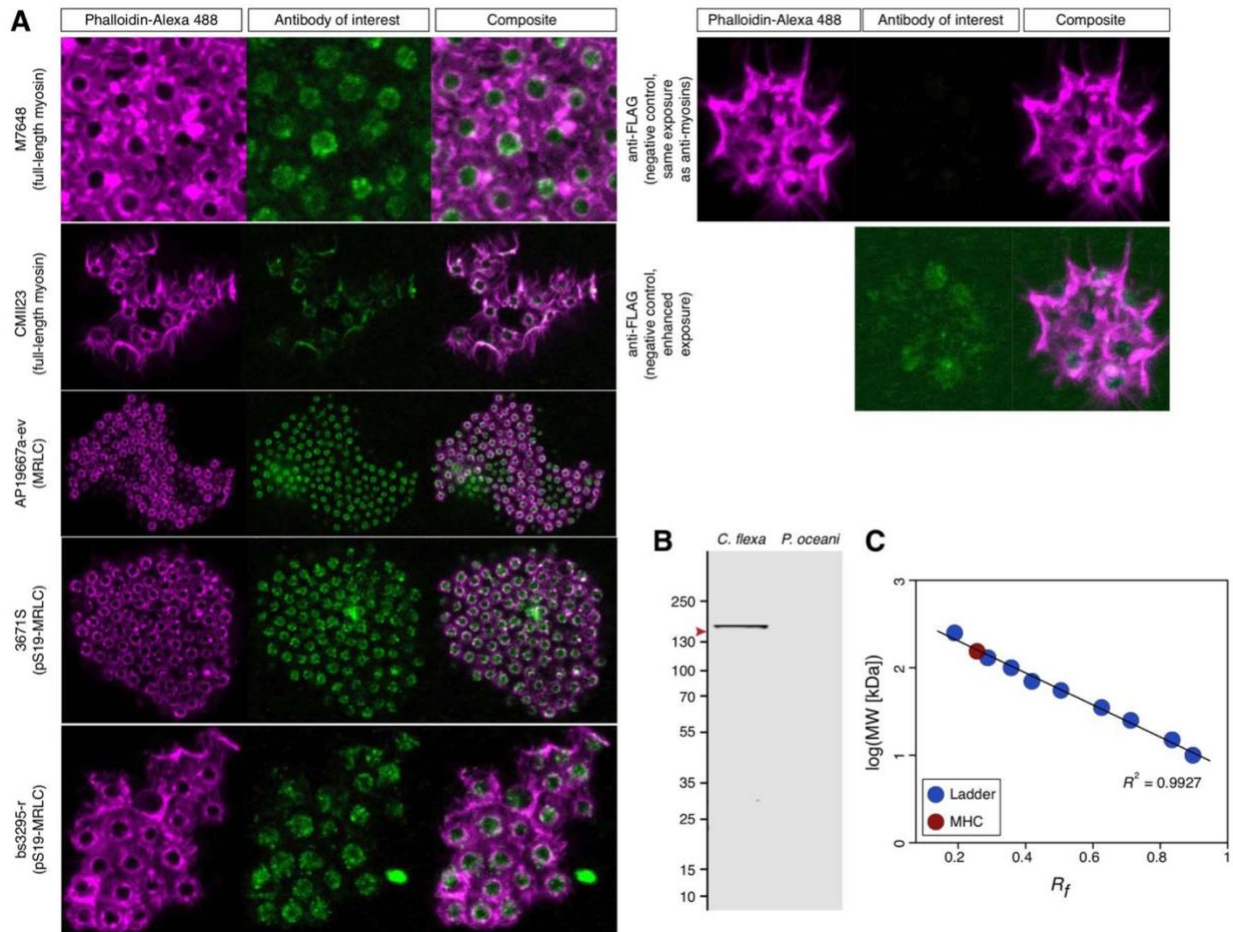 A
Phalloidin-Alexa 488
Antibody of interest
Composite
M7648
(full-length myosin)
CMII23
(full-length myosin)
AP19667a-ev
(MRLC)
3671S
(pS19-MRLC)
bs3295-r
(pS19-MRLC)
Phalloidin-Alexa 488
Antibody of interest
Composite
anti-FLAG
(negative control,
same exposure
as anti-myosins)
anti-FLAG
(negative control,
enhanced
exposure)
B
C. flexa
P. oceani
250
130
100
70
55
35
25
15
10
C
log(MW [kDa])
3
2
1
0
R² = 0.9927
Ladder
MHC
0.2
0.4
0.6
0.8
1
Rf